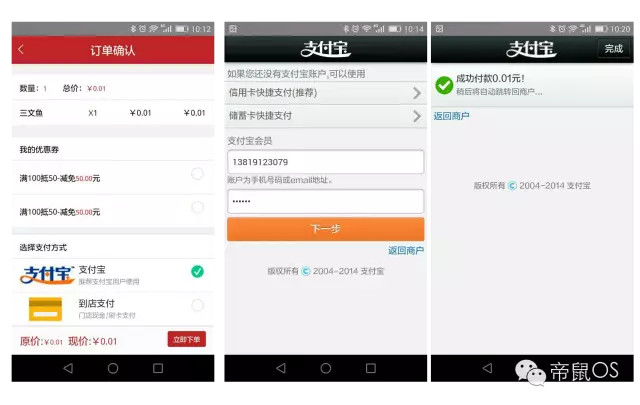 10:12
订单确认
数量：1 总价：￥0.01
三文鱼 X1 ￥0.01 ￥0.01
我的优惠券
满100抵50-减免50.00元
满100抵50-减免50.00元
选择支付方式
支付宝 支付宝
推荐支付宝用户使用
到店支付
门店现金/刷卡支付
原价:￥0.01 现价:￥0.01 立即下单
10:14
支付宝
如果您还没有支付宝账户,可以使用
信用卡快捷支付(推荐)
储蓄卡快捷支付
支付宝会员
13819123079
账户为手机号码或email地址。
••••••
下一步
返回商户
版权所有 © 2004-2014 支付宝
10:20
支付宝 完成
成功付款0.01元!
稍后将自动跳转回商户...
返回商户
版权所有 © 2004-2014 支付宝
帝鼠OS